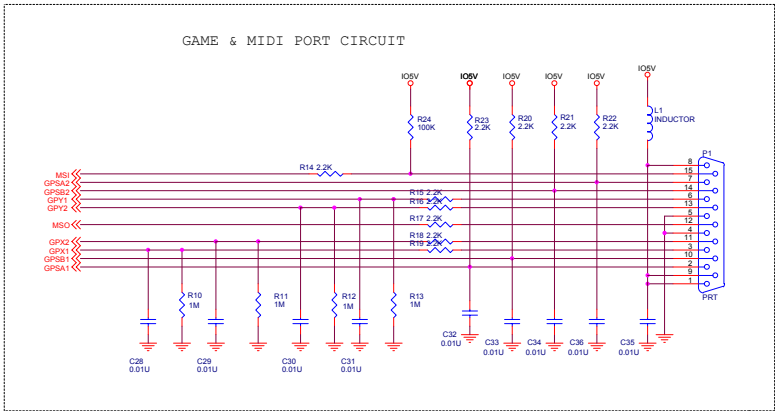 GAME & MIDI PORT CIRCUIT
IO5V IO5V IO5V IO5V IO5V IO5V
L1
INDUCTOR
R24
100K
R23
2.2K
R20
2.2K
R21
2.2K
R22
2.2K
P1
R14 2.2K
MSI
GPSA2
GPSB2
GPY1
GPY2
MSO
GPX2
GPX1
GPSB1
GPSA1
R15 2.2K
R16 2.2K
R17 2.2K
R18 2.2K
R19 2.2K
8
15
7
14
6
13
5
12
4
11
3
10
2
9
1
PRT
R10
1M
R11
1M
R12
1M
R13
1M
C28
0.01U
C29
0.01U
C30
0.01U
C31
0.01U
C32
0.01U
C33
0.01U
C34
0.01U
C36
0.01U
C35
0.01U